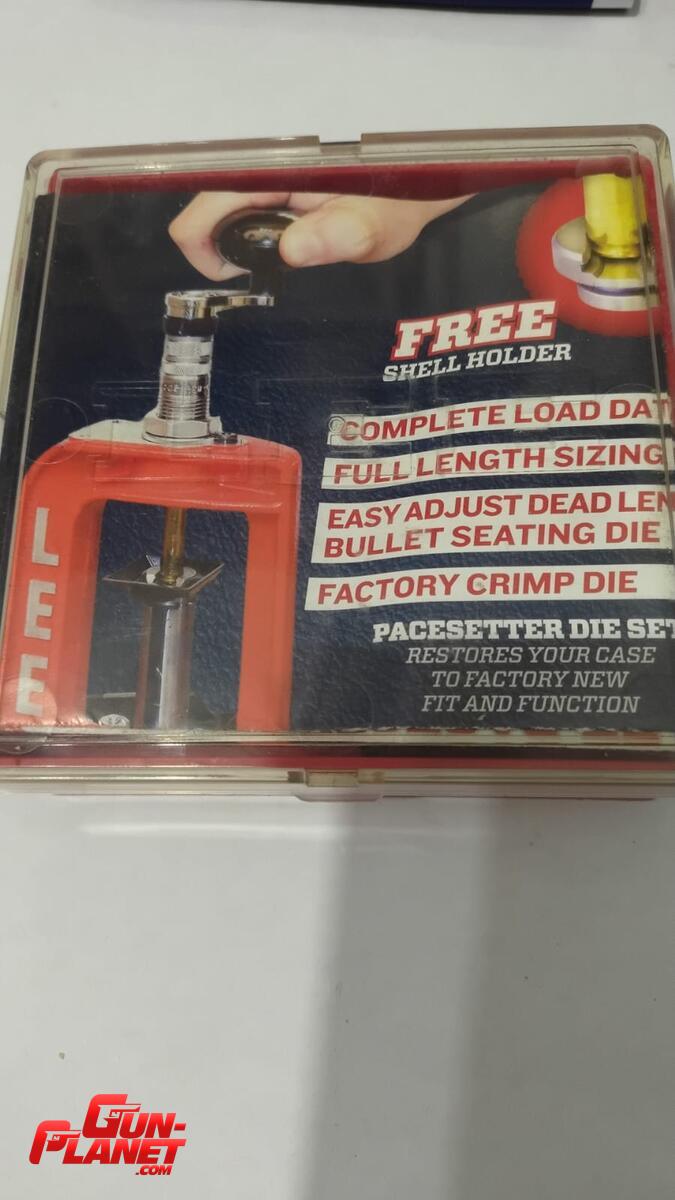 FREE
SHELL HOLDER
COMPLETE LOAD DAT
FULL LENGTH SIZING
EASY ADJUST DEAD LEN
BULLET SEATING DIE
FACTORY CRIMP DIE
PACESETTER DIE SET
RESTORES YOUR CASE
TO FACTORY NEW
FIT AND FUNCTION
LEE
GUN-
PLANET
.COM